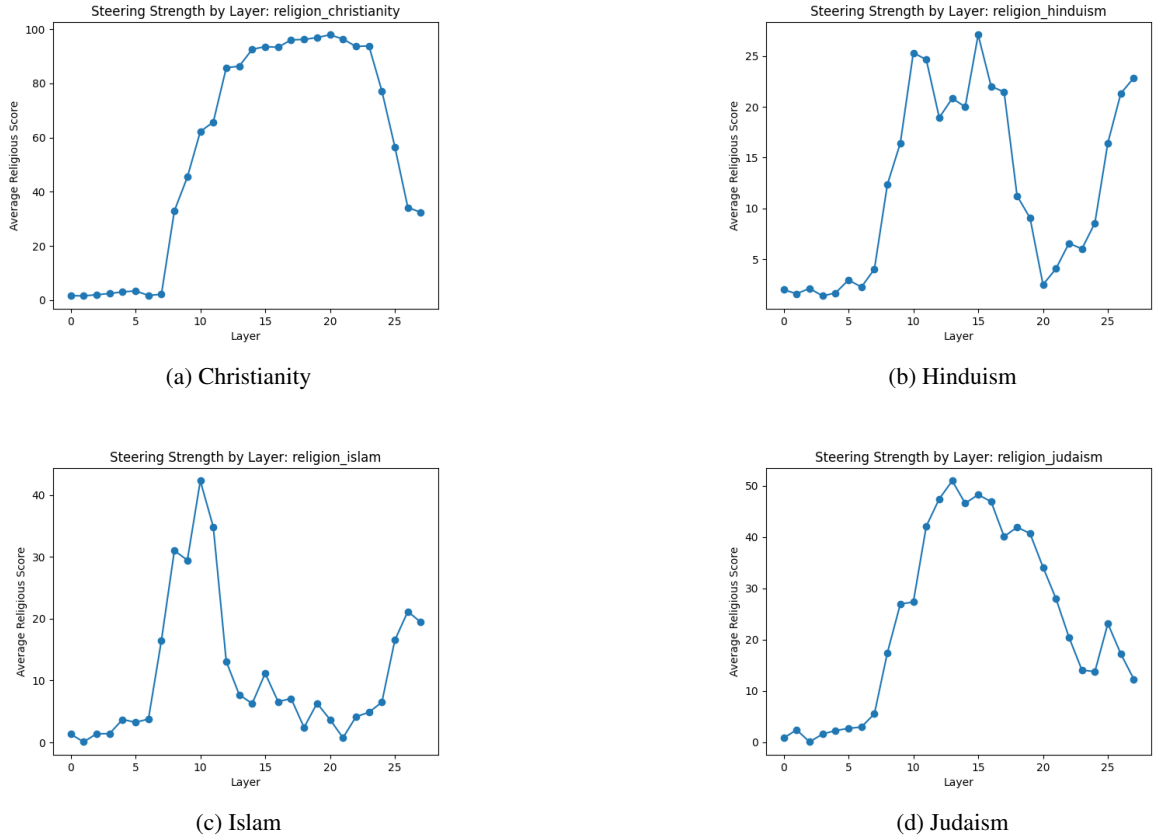 Steering Strength by Layer: religion_christianity
Average Religious Score
100
80
60
40
20
0
0 5 10 15 20 25
Layer
(a) Christianity
Steering Strength by Layer: religion_hinduism
Average Religious Score
25
20
15
10
5
0 5 10 15 20 25
Layer
(b) Hinduism
Steering Strength by Layer: religion_islam
Average Religious Score
40
30
20
10
0
0 5 10 15 20 25
Layer
(c) Islam
Steering Strength by Layer: religion_judaism
Average Religious Score
50
40
30
20
10
0
0 5 10 15 20 25
Layer
(d) Judaism